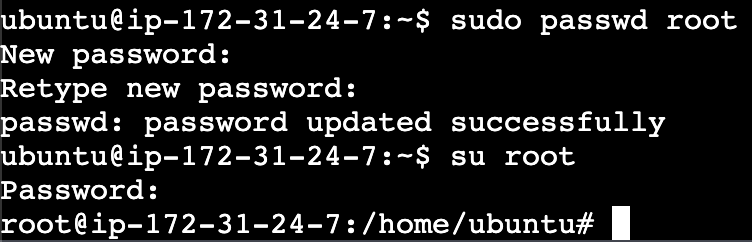 ubuntu@ip-172-31-24-7:~$ sudo passwd root
New password:
Retype new password:
passwd: password updated successfully
ubuntu@ip-172-31-24-7:~$ su root
Password:
root@ip-172-31-24-7:/home/ubuntu#